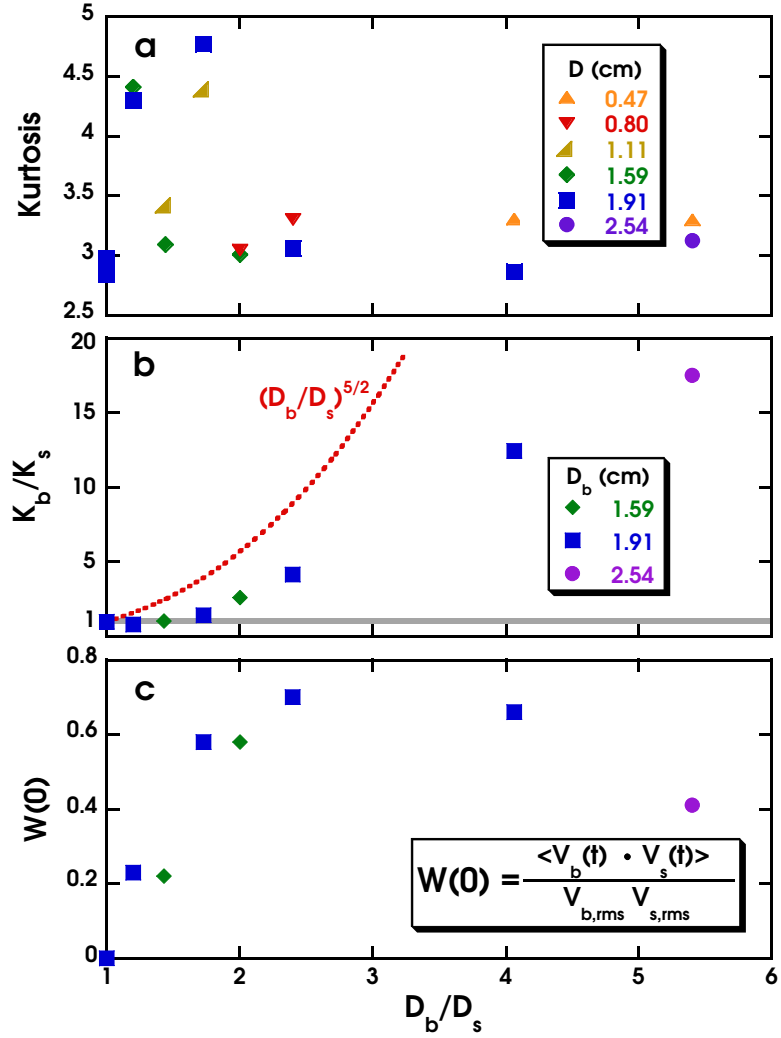 5
4.5
4
3.5
3
2.5
Kurtosis
a
D (cm)
0.47
0.80
1.11
1.59
1.91
2.54
20
15
10
5
1
K_b/K_s
b
(D_b/D_s)^5/2
D_b (cm)
1.59
1.91
2.54
0.8
0.6
0.4
0.2
0
W(0)
c
W(0) = <V_b(t) · V_s(t)>
V_b,rms V_s,rms
1 2 3 4 5 6
D_b/D_s